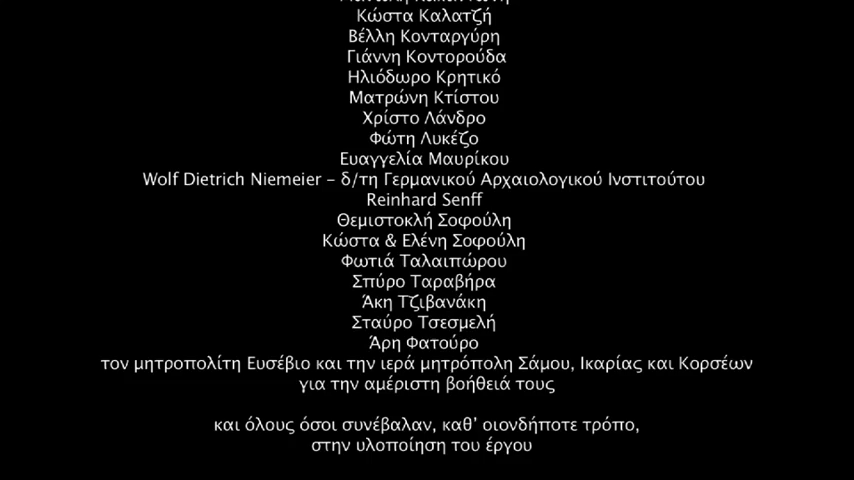 Κώστα Καλατζή
Βέλλη Κονταργύρη
Γιάννη Κοντορούδα
Ηλιόδωρο Κρητικό
Ματρώνη Κτίστου
Χρίστο Λάνδρο
Φώτη Λυκέζο
Ευαγγελία Μαυρίκου
Wolf Dietrich Niemeier – δ/τη Γερμανικού Αρχαιολογικού Ινστιτούτου
Reinhard Senff
Θεμιστοκλή Σοφούλη
Κώστα & Ελένη Σοφούλη
Φωτιά Ταλαιπώρου
Σπύρο Ταραβήρα
Άκη Τζιβανάκη
Σταύρο Τσεσμελή
Άρη Φατούρο
τον μητροπολίτη Ευσέβιο και την ιερά μητρόπολη Σάμου, Ικαρίας και Κορσέων
για την αμέριστη βοήθειά τους
και όλους όσοι συνέβαλαν, καθ' οιονδήποτε τρόπο,
στην υλοποίηση του έργου